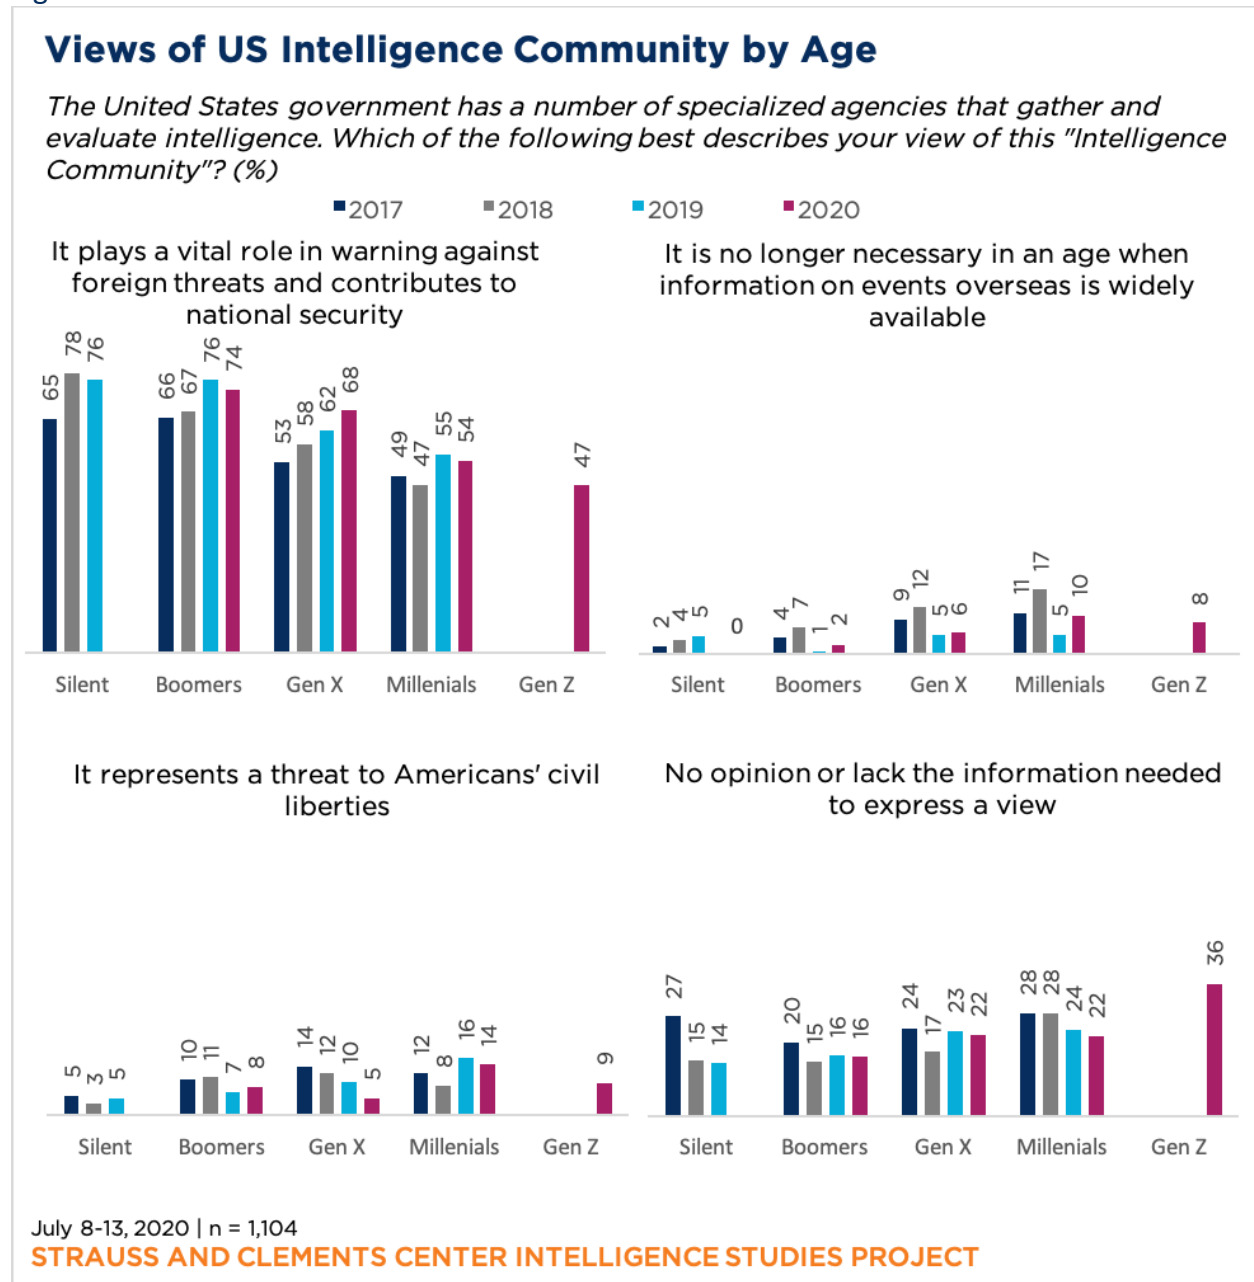 Views of US Intelligence Community by Age
The United States government has a number of specialized agencies that gather and
evaluate intelligence. Which of the following best describes your view of this "Intelligence
Community"? (%)
2017 2018 2019 2020
It plays a vital role in warning against
foreign threats and contributes to
national security
65 78 76 66 67 76 74 53 58 62 68 49 47 55 54 47
Silent Boomers Gen X Millenials Gen Z
It is no longer necessary in an age when
information on events overseas is widely
available
2 4 5 0 4 7 1 2 9 12 5 6 11 17 5 10 8
Silent Boomers Gen X Millenials Gen Z
It represents a threat to Americans' civil
liberties
5 3 5 10 11 7 8 14 12 10 5 12 8 16 14 9
Silent Boomers Gen X Millenials Gen Z
No opinion or lack the information needed
to express a view
27 15 14 20 15 16 16 24 17 23 22 28 28 24 22 36
Silent Boomers Gen X Millenials Gen Z
July 8-13, 2020 | n = 1,104
STRAUSS AND CLEMENTS CENTER INTELLIGENCE STUDIES PROJECT